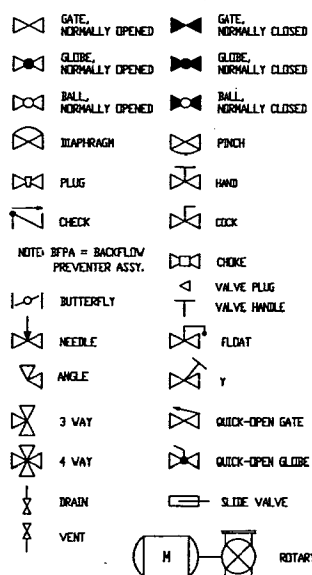 GATE,
NORMALLY OPENED
GATE,
NORMALLY CLOSED
GLOBE,
NORMALLY OPENED
GLOBE,
NORMALLY CLOSED
BALL,
NORMALLY OPENED
BALL,
NORMALLY CLOSED
DIAPHRAGM
PINCH
PLUG
HAND
CHECK
COCK
NOTE: BFPA = BACKFLOW
PREVENTER ASSY.
CHOKE
VALVE PLUG
BUTTERFLY
VALVE HANDLE
NEEDLE
FLOAT
ANGLE
Y
3 WAY
QUICK-OPEN GATE
4 WAY
QUICK-OPEN GLOBE
DRAIN
SLIDE VALVE
VENT
M
ROTARY